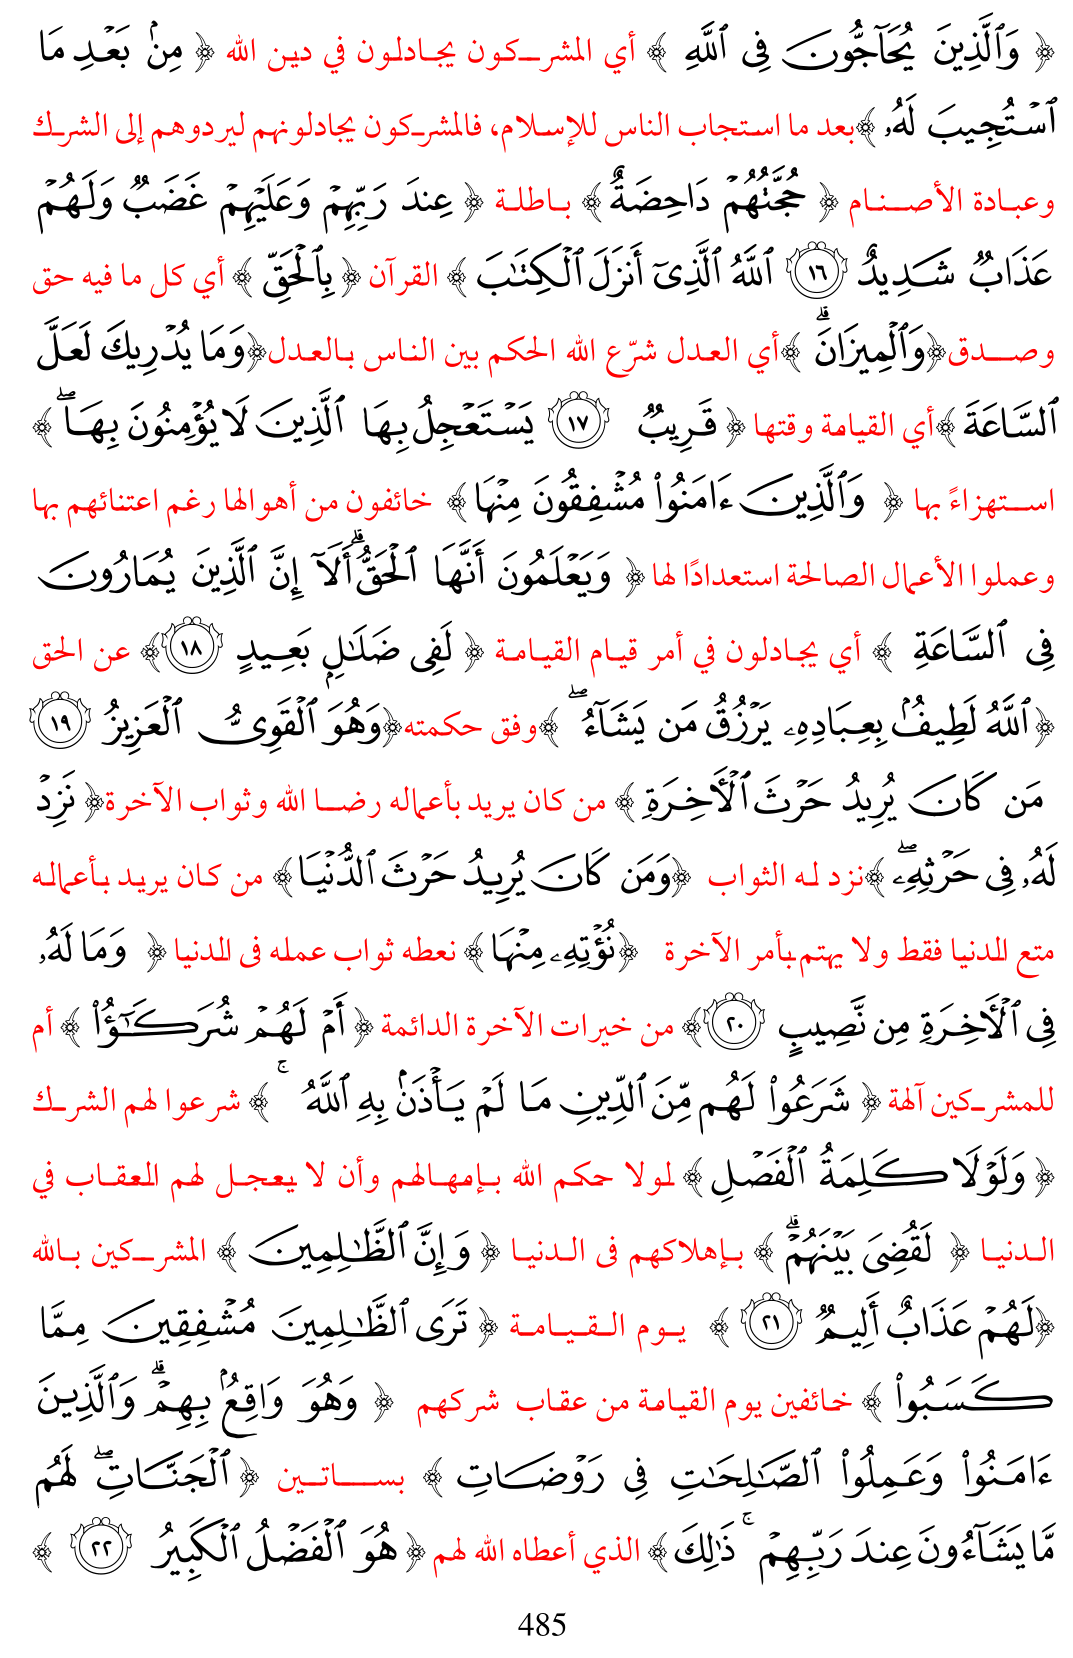 ﴿ وَٱلَّذِينَ يُحَآجُّونَ فِى ٱللَّهِ ﴾ أي المشركون يجادلون في دين الله ﴿ مِنۢ بَعْدِ مَا
ٱسْتُجِيبَ لَهُۥ ﴾بعد ما استجاب الناس للإسلام، فالمشركون يجادلونهم ليردوهم إلى الشرك
وعبادة الأصنام ﴿ حُجَّتُهُمْ دَاحِضَةٌ ﴾ باطلة ﴿ عِندَ رَبِّهِمْ وَعَلَيْهِمْ غَضَبٌ وَلَهُمْ
عَذَابٌ شَدِيدٌ ١٦ ٱللَّهُ ٱلَّذِىٓ أَنزَلَ ٱلْكِتَٰبَ ﴾ القرآن ﴿ بِٱلْحَقِّ ﴾ أي كل ما فيه حق
وصدق﴿وَٱلْمِيزَانَ ۗ ﴾أي العدل شرّع الله الحكم بين الناس بالعدل﴿وَمَا يُدْرِيكَ لَعَلَّ
ٱلسَّاعَةَ ﴾أي القيامة وقتها ﴿ قَرِيبٌ ١٧ يَسْتَعْجِلُ بِهَا ٱلَّذِينَ لَا يُؤْمِنُونَ بِهَا ۖ ﴾
استهزاءً بها ﴿ وَٱلَّذِينَ ءَامَنُوا۟ مُشْفِقُونَ مِنْهَا ﴾ خائفون من أهوالها رغم اعتنائهم بها
وعملوا الأعمال الصالحة استعدادًا لها ﴿ وَيَعْلَمُونَ أَنَّهَا ٱلْحَقُّ ۗ أَلَآ إِنَّ ٱلَّذِينَ يُمَارُونَ
فِى ٱلسَّاعَةِ ﴾ أي يجادلون في أمر قيام القيامة ﴿ لَفِى ضَلَٰلٍۭ بَعِيدٍ ١٨ ﴾ عن الحق
﴿ٱللَّهُ لَطِيفٌۢ بِعِبَادِهِۦ يَرْزُقُ مَن يَشَآءُ ۖ ﴾وفق حكمته﴿وَهُوَ ٱلْقَوِىُّ ٱلْعَزِيزُ ١٩
مَن كَانَ يُرِيدُ حَرْثَ ٱلْأَخِرَةِ ﴾ من كان يريد بأعماله رضا الله وثواب الآخرة﴿ نَزِدْ
لَهُۥ فِى حَرْثِهِۦ ۖ ﴾نزد له الثواب ﴿وَمَن كَانَ يُرِيدُ حَرْثَ ٱلدُّنْيَا ﴾ من كان يريد بأعماله
متع الدنيا فقط ولا يهتم بأمر الآخرة ﴿نُؤْتِهِۦ مِنْهَا ﴾ نعطه ثواب عمله فى الدنيا ﴿ وَمَا لَهُۥ
فِى ٱلْأَخِرَةِ مِن نَّصِيبٍ ٢٠ ﴾ من خيرات الآخرة الدائمة ﴿ أَمْ لَهُمْ شُرَكَٰٓؤُا۟ ﴾ أم
للمشركين آلهة ﴿ شَرَعُوا۟ لَهُم مِّنَ ٱلدِّينِ مَا لَمْ يَأْذَنۢ بِهِ ٱللَّهُ ۚ ﴾ شرعوا لهم الشرك
﴿ وَلَوْلَا كَلِمَةُ ٱلْفَصْلِ ﴾ لولا حكم الله بإمهالهم وأن لا يعجل لهم العقاب في
الدنيا ﴿ لَقُضِىَ بَيْنَهُمْ ۗ ﴾ بإهلاكهم فى الدنيا ﴿ وَإِنَّ ٱلظَّٰلِمِينَ ﴾ المشركين بالله
﴿لَهُمْ عَذَابٌ أَلِيمٌ ٢١ ﴾ يوم القيامة ﴿ تَرَى ٱلظَّٰلِمِينَ مُشْفِقِينَ مِمَّا
كَسَبُوا۟ ﴾ خائفين يوم القيامة من عقاب شركهم ﴿ وَهُوَ وَاقِعٌۢ بِهِمْ ۗ وَٱلَّذِينَ
ءَامَنُوا۟ وَعَمِلُوا۟ ٱلصَّٰلِحَٰتِ فِى رَوْضَاتِ ﴾ بساتين ﴿ ٱلْجَنَّاتِ ۖ لَهُم
مَّا يَشَآءُونَ عِندَ رَبِّهِمْ ۚ ذَٰلِكَ ﴾ الذي أعطاه الله لهم ﴿ هُوَ ٱلْفَضْلُ ٱلْكَبِيرُ ٢٢ ﴾
485